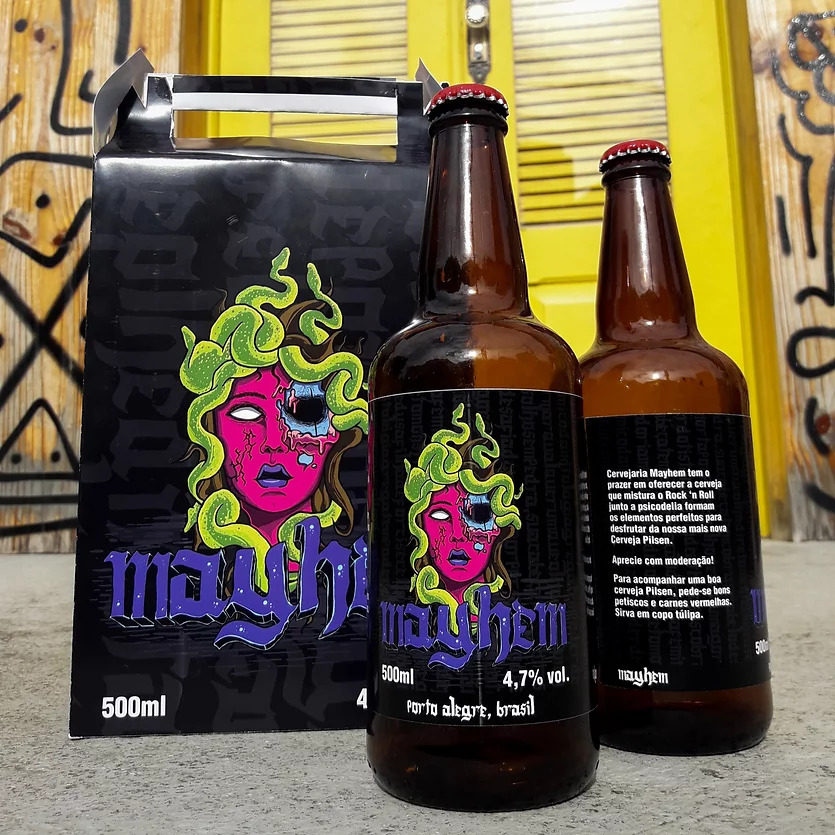 mayhe
500ml
4
mayhem
500ml
4,7% vol.
porto alegre, brasil
Cervejaria Mayhem tem o
prazer em oferecer a cerveja
que mistura o Rock 'n Roll
junto a psicodelia formam
os elementos perfeitos para
desfrutar da nossa mais nova
Cerveja Pilsen.
Aprecie com moderação!
Para acompanhar uma boa
cerveja Pilsen, pede-se bons
petiscos e carnes vermelhas.
Sirva em copo túlipa.
mayhem
m
500